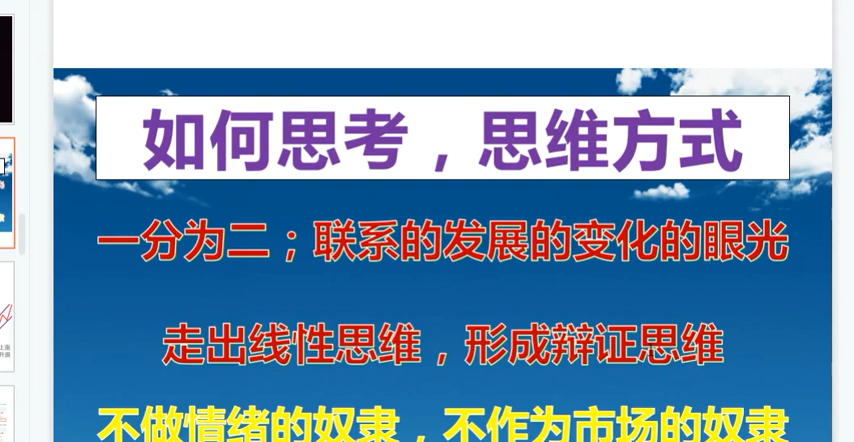 如何思考，思维方式
一分为二；联系的发展的变化的眼光
走出线性思维，形成辩证思维
不做情绪的奴隶，不作为市场的奴隶